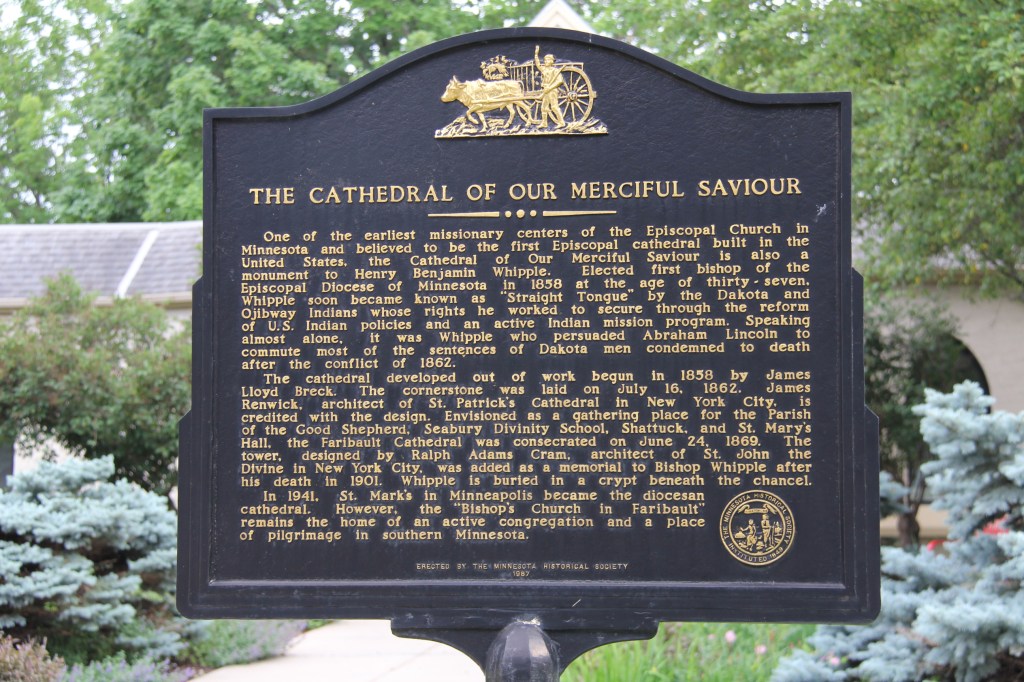 THE CATHEDRAL OF OUR MERCIFUL SAVIOUR
One of the earliest missionary centers of the Episcopal Church in
Minnesota and believed to be the first Episcopal cathedral built in the
United States, the Cathedral of Our Merciful Saviour is also a
monument to Henry Benjamin Whipple. Elected first bishop of the
Episcopal Diocese of Minnesota in 1858 at the age of thirty-seven,
Whipple soon became known as "Straight Tongue" by the Dakota and
Ojibway Indians whose rights he worked to secure through the reform
of U.S. Indian policies and an active Indian mission program. Speaking
almost alone, it was Whipple who persuaded Abraham Lincoln to
commute most of the sentences of Dakota men condemned to death
after the conflict of 1862.
The cathedral developed out of work begun in 1858 by James
Lloyd Breck. The cornerstone was laid on July 16, 1862. James
Renwick, architect of St. Patrick's Cathedral in New York City, is
credited with the design. Envisioned as a gathering place for the Parish
of the Good Shepherd, Seabury Divinity School, Shattuck, and St. Mary's
Hall, the Faribault Cathedral was consecrated on June 24, 1869. The
tower, designed by Ralph Adams Cram, architect of St. John the
Divine in New York City, was added as a memorial to Bishop Whipple after
his death in 1901. Whipple is buried in a crypt beneath the chancel.
In 1941, St. Mark's in Minneapolis became the diocesan
cathedral. However, the "Bishop's Church in Faribault"
remains the home of an active congregation and a place
of pilgrimage in southern Minnesota.
THE MINNESOTA HISTORICAL SOCIETY
INSTITUTED 1849
ERECTED BY THE MINNESOTA HISTORICAL SOCIETY
1987